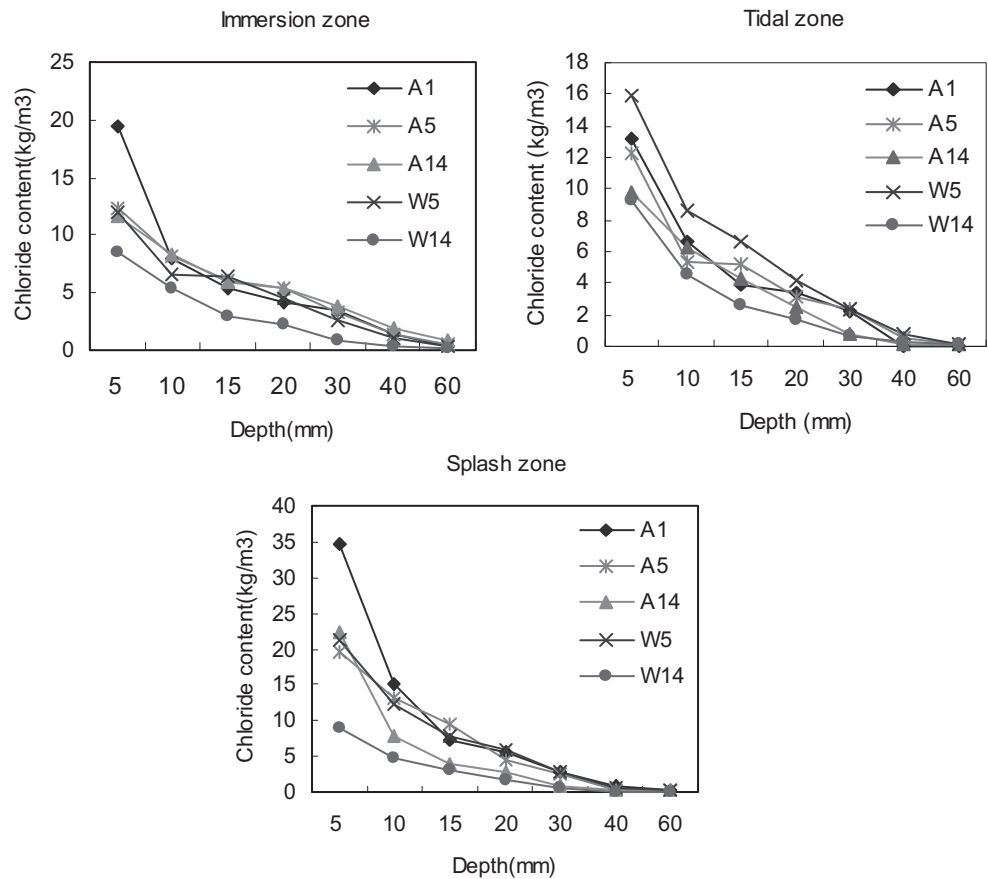 Immersion zone
Chloride content(kg/m3)
25
20
15
10
5
0
A1
A5
A14
W5
W14
5 10 15 20 30 40 60
Depth(mm)
Tidal zone
Chloride content (kg/m3)
18
16
14
12
10
8
6
4
2
0
A1
A5
A14
W5
W14
5 10 15 20 30 40 60
Depth (mm)
Splash zone
Chloride content(kg/m3)
40
35
30
25
20
15
10
5
0
A1
A5
A14
W5
W14
5 10 15 20 30 40 60
Depth(mm)